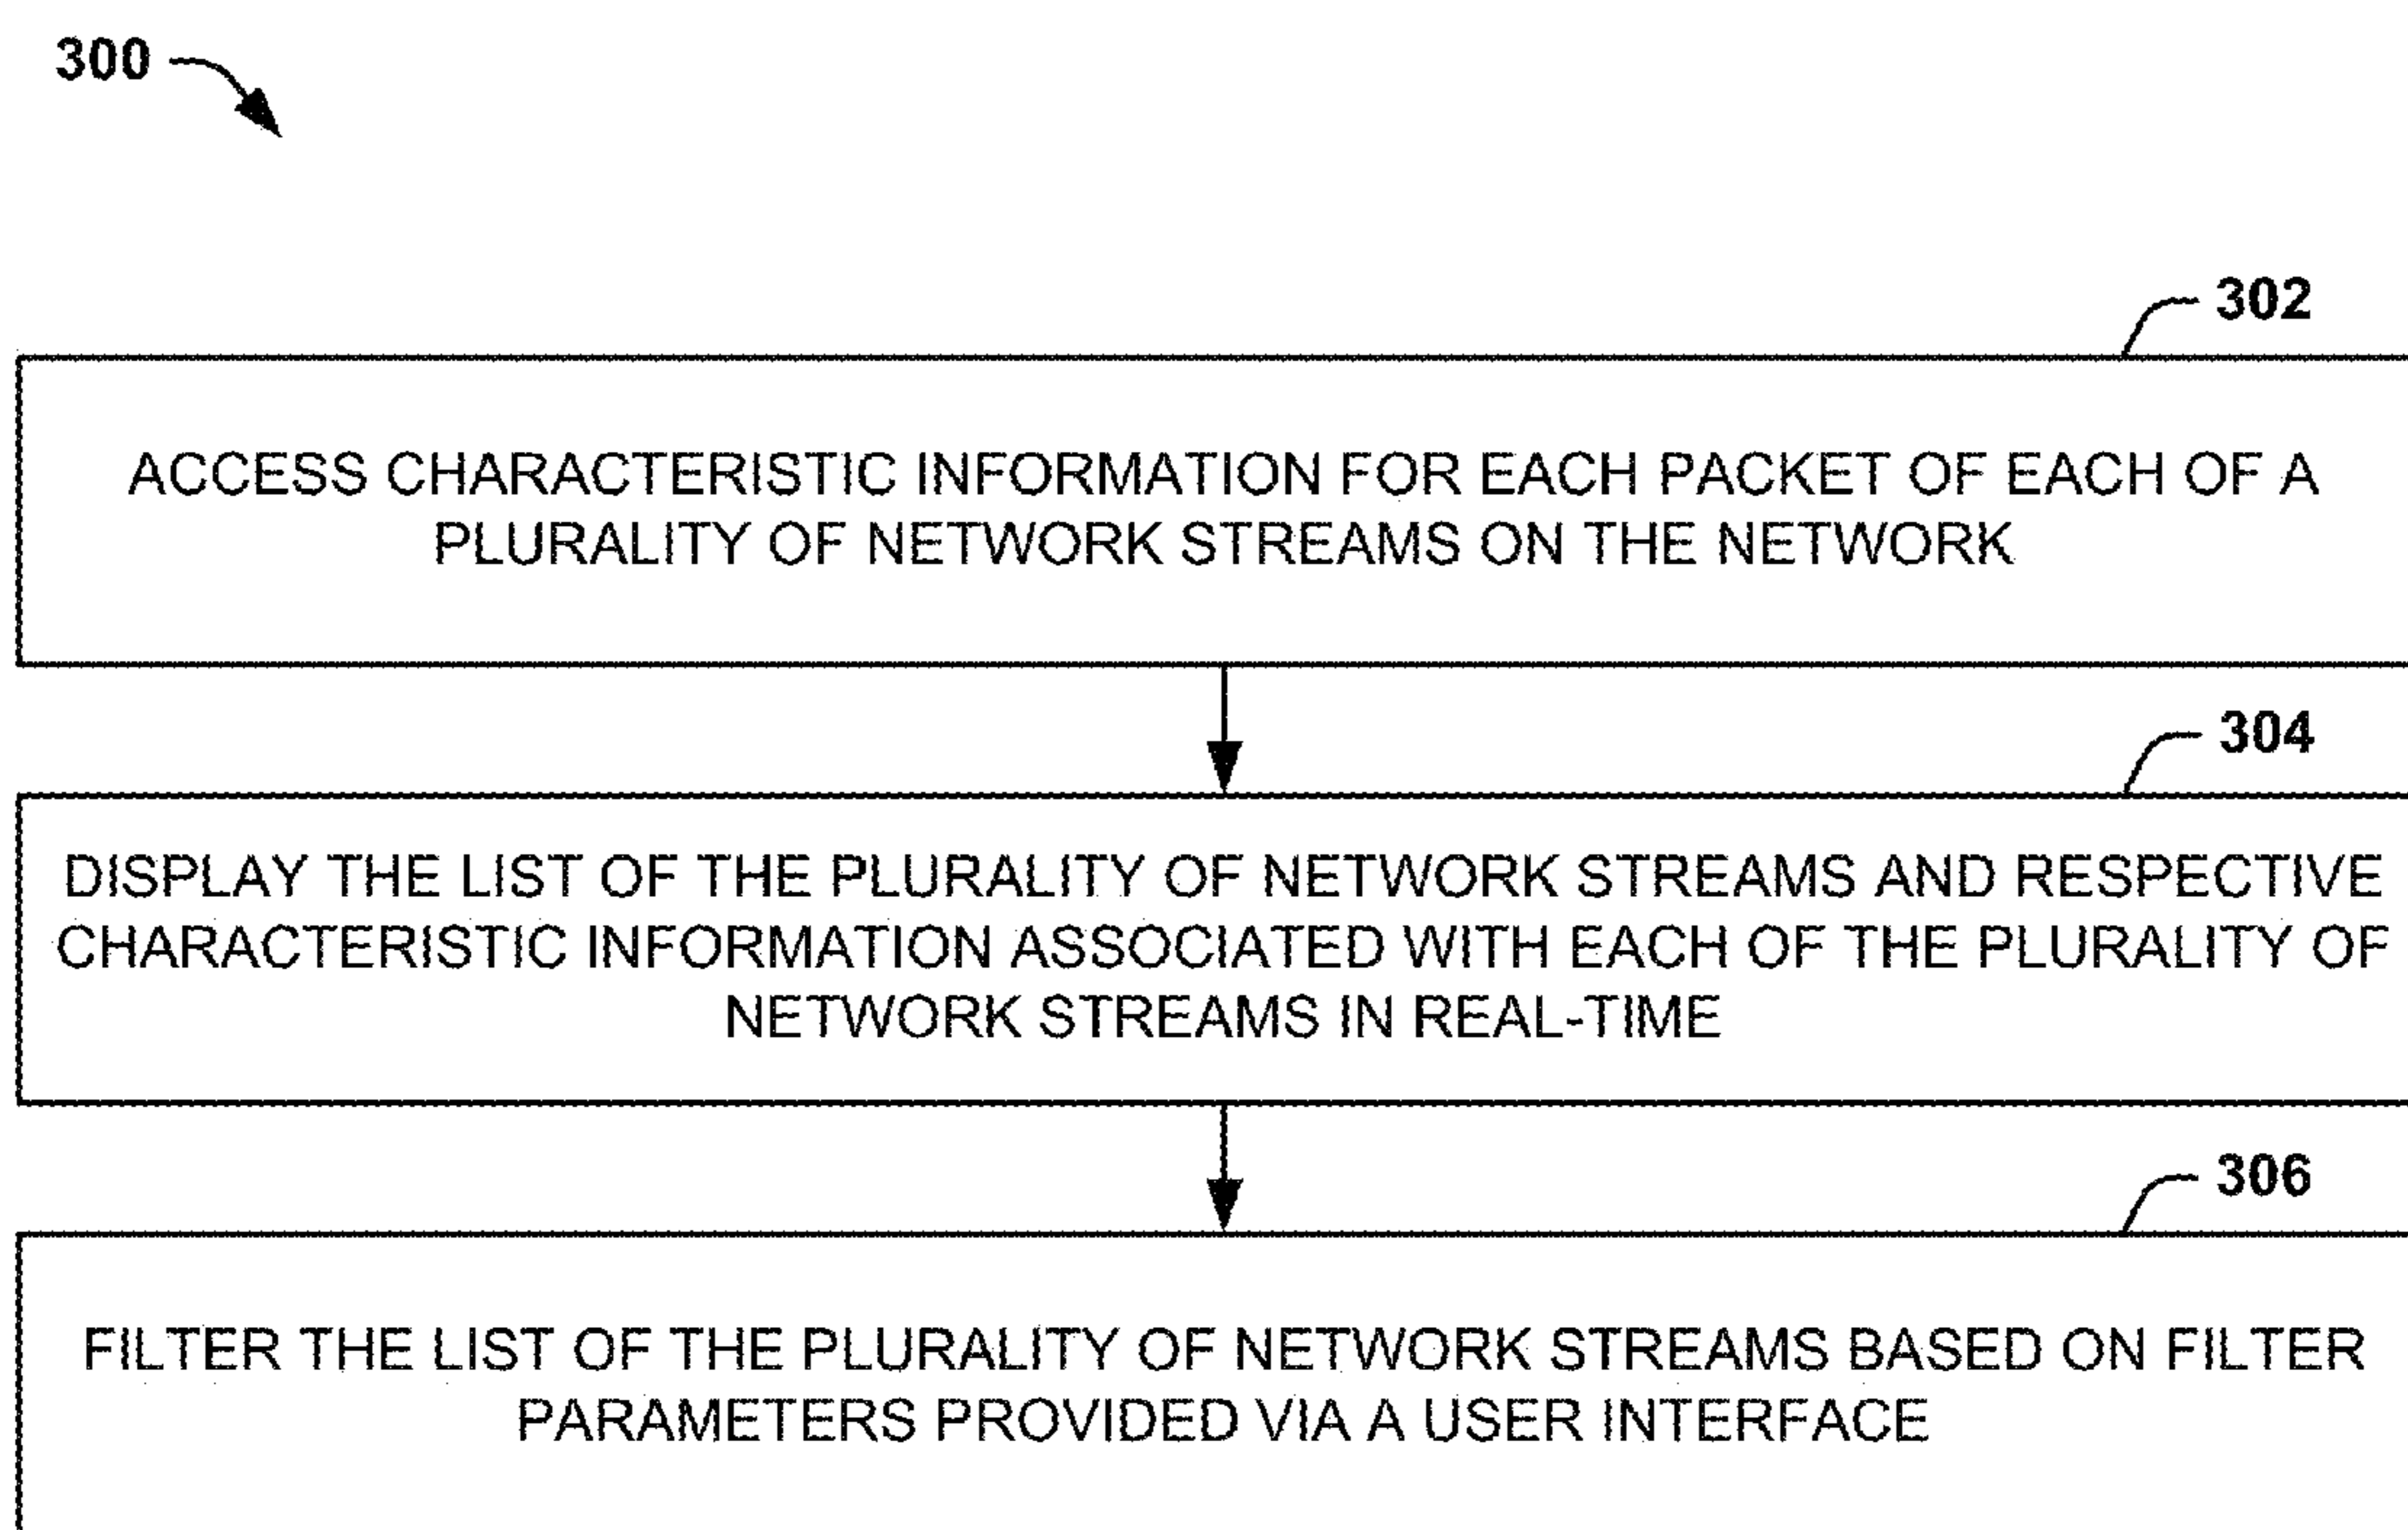 300
302
ACCESS CHARACTERISTIC INFORMATION FOR EACH PACKET OF EACH OF A
PLURALITY OF NETWORK STREAMS ON THE NETWORK
304
DISPLAY THE LIST OF THE PLURALITY OF NETWORK STREAMS AND RESPECTIVE
CHARACTERISTIC INFORMATION ASSOCIATED WITH EACH OF THE PLURALITY OF
NETWORK STREAMS IN REAL-TIME
306
FILTER THE LIST OF THE PLURALITY OF NETWORK STREAMS BASED ON FILTER
PARAMETERS PROVIDED VIA A USER INTERFACE